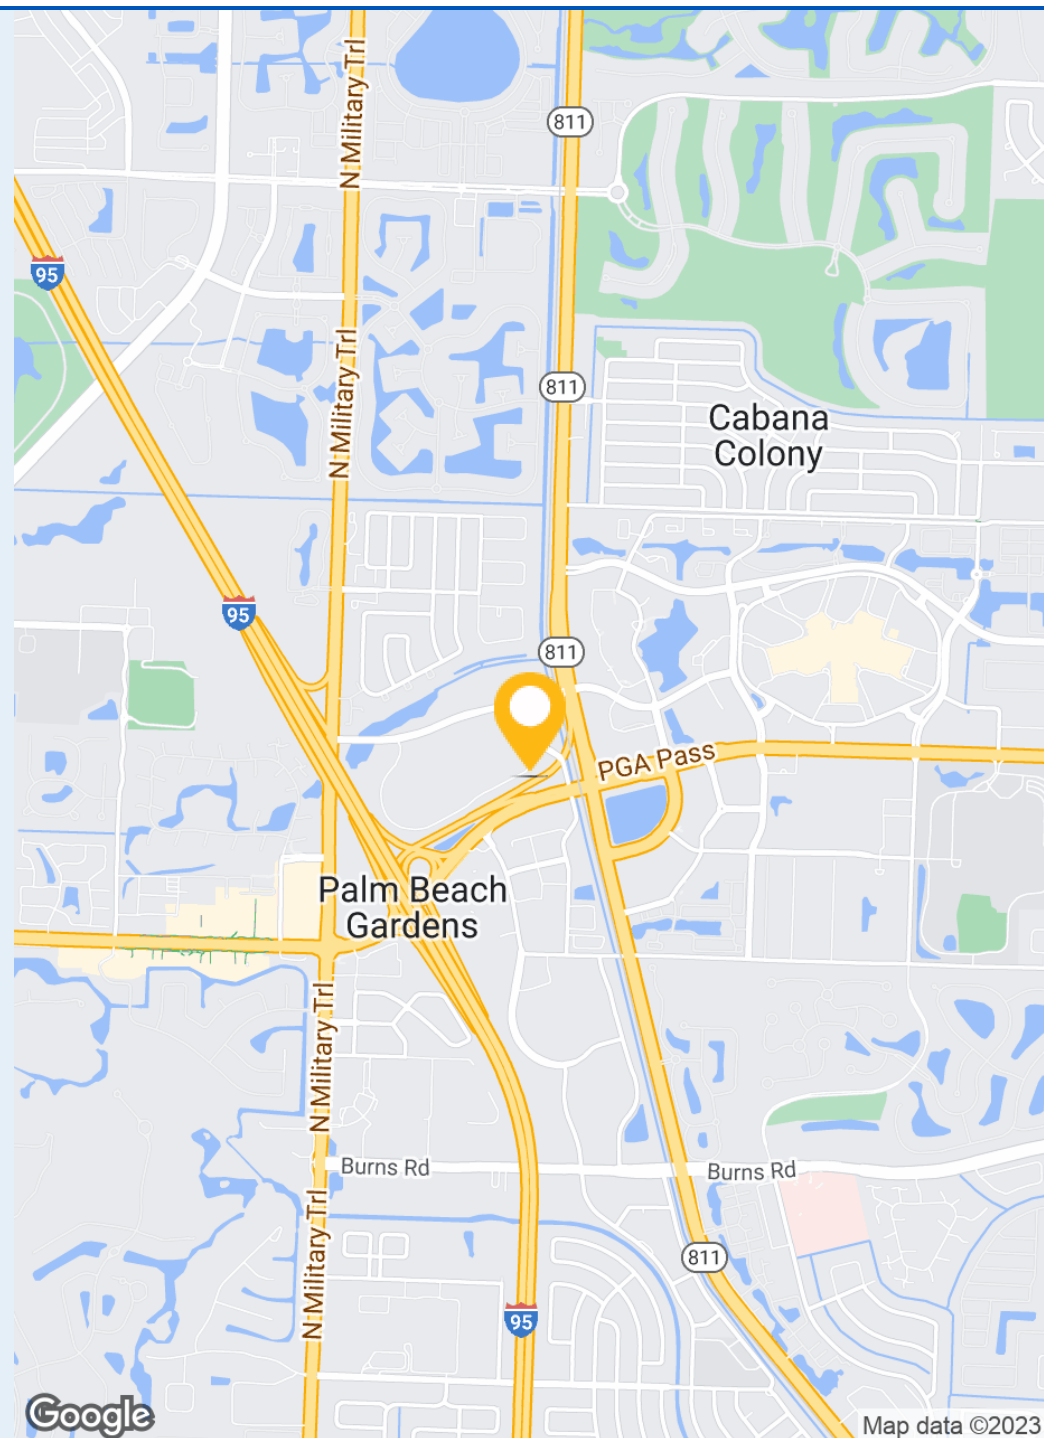 N Military Trl
811
95
N Military Trl
811
Cabana
Colony
95
811
PGA Pass
Palm Beach
Gardens
N Military Trl
Burns Rd
Burns Rd
N Military Trl
811
95
Google
Map data ©2023